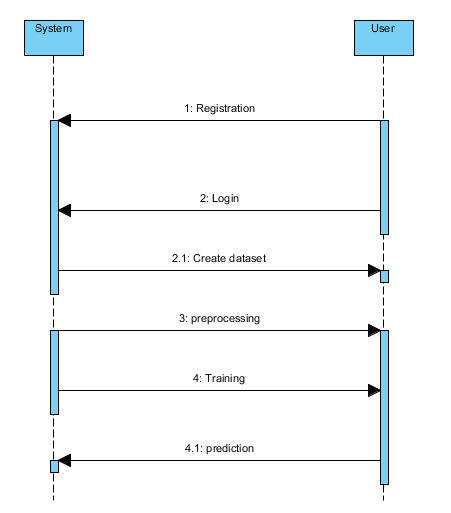 System
User
1: Registration
2: Login
2.1: Create dataset
3: preprocessing
4: Training
4.1: prediction